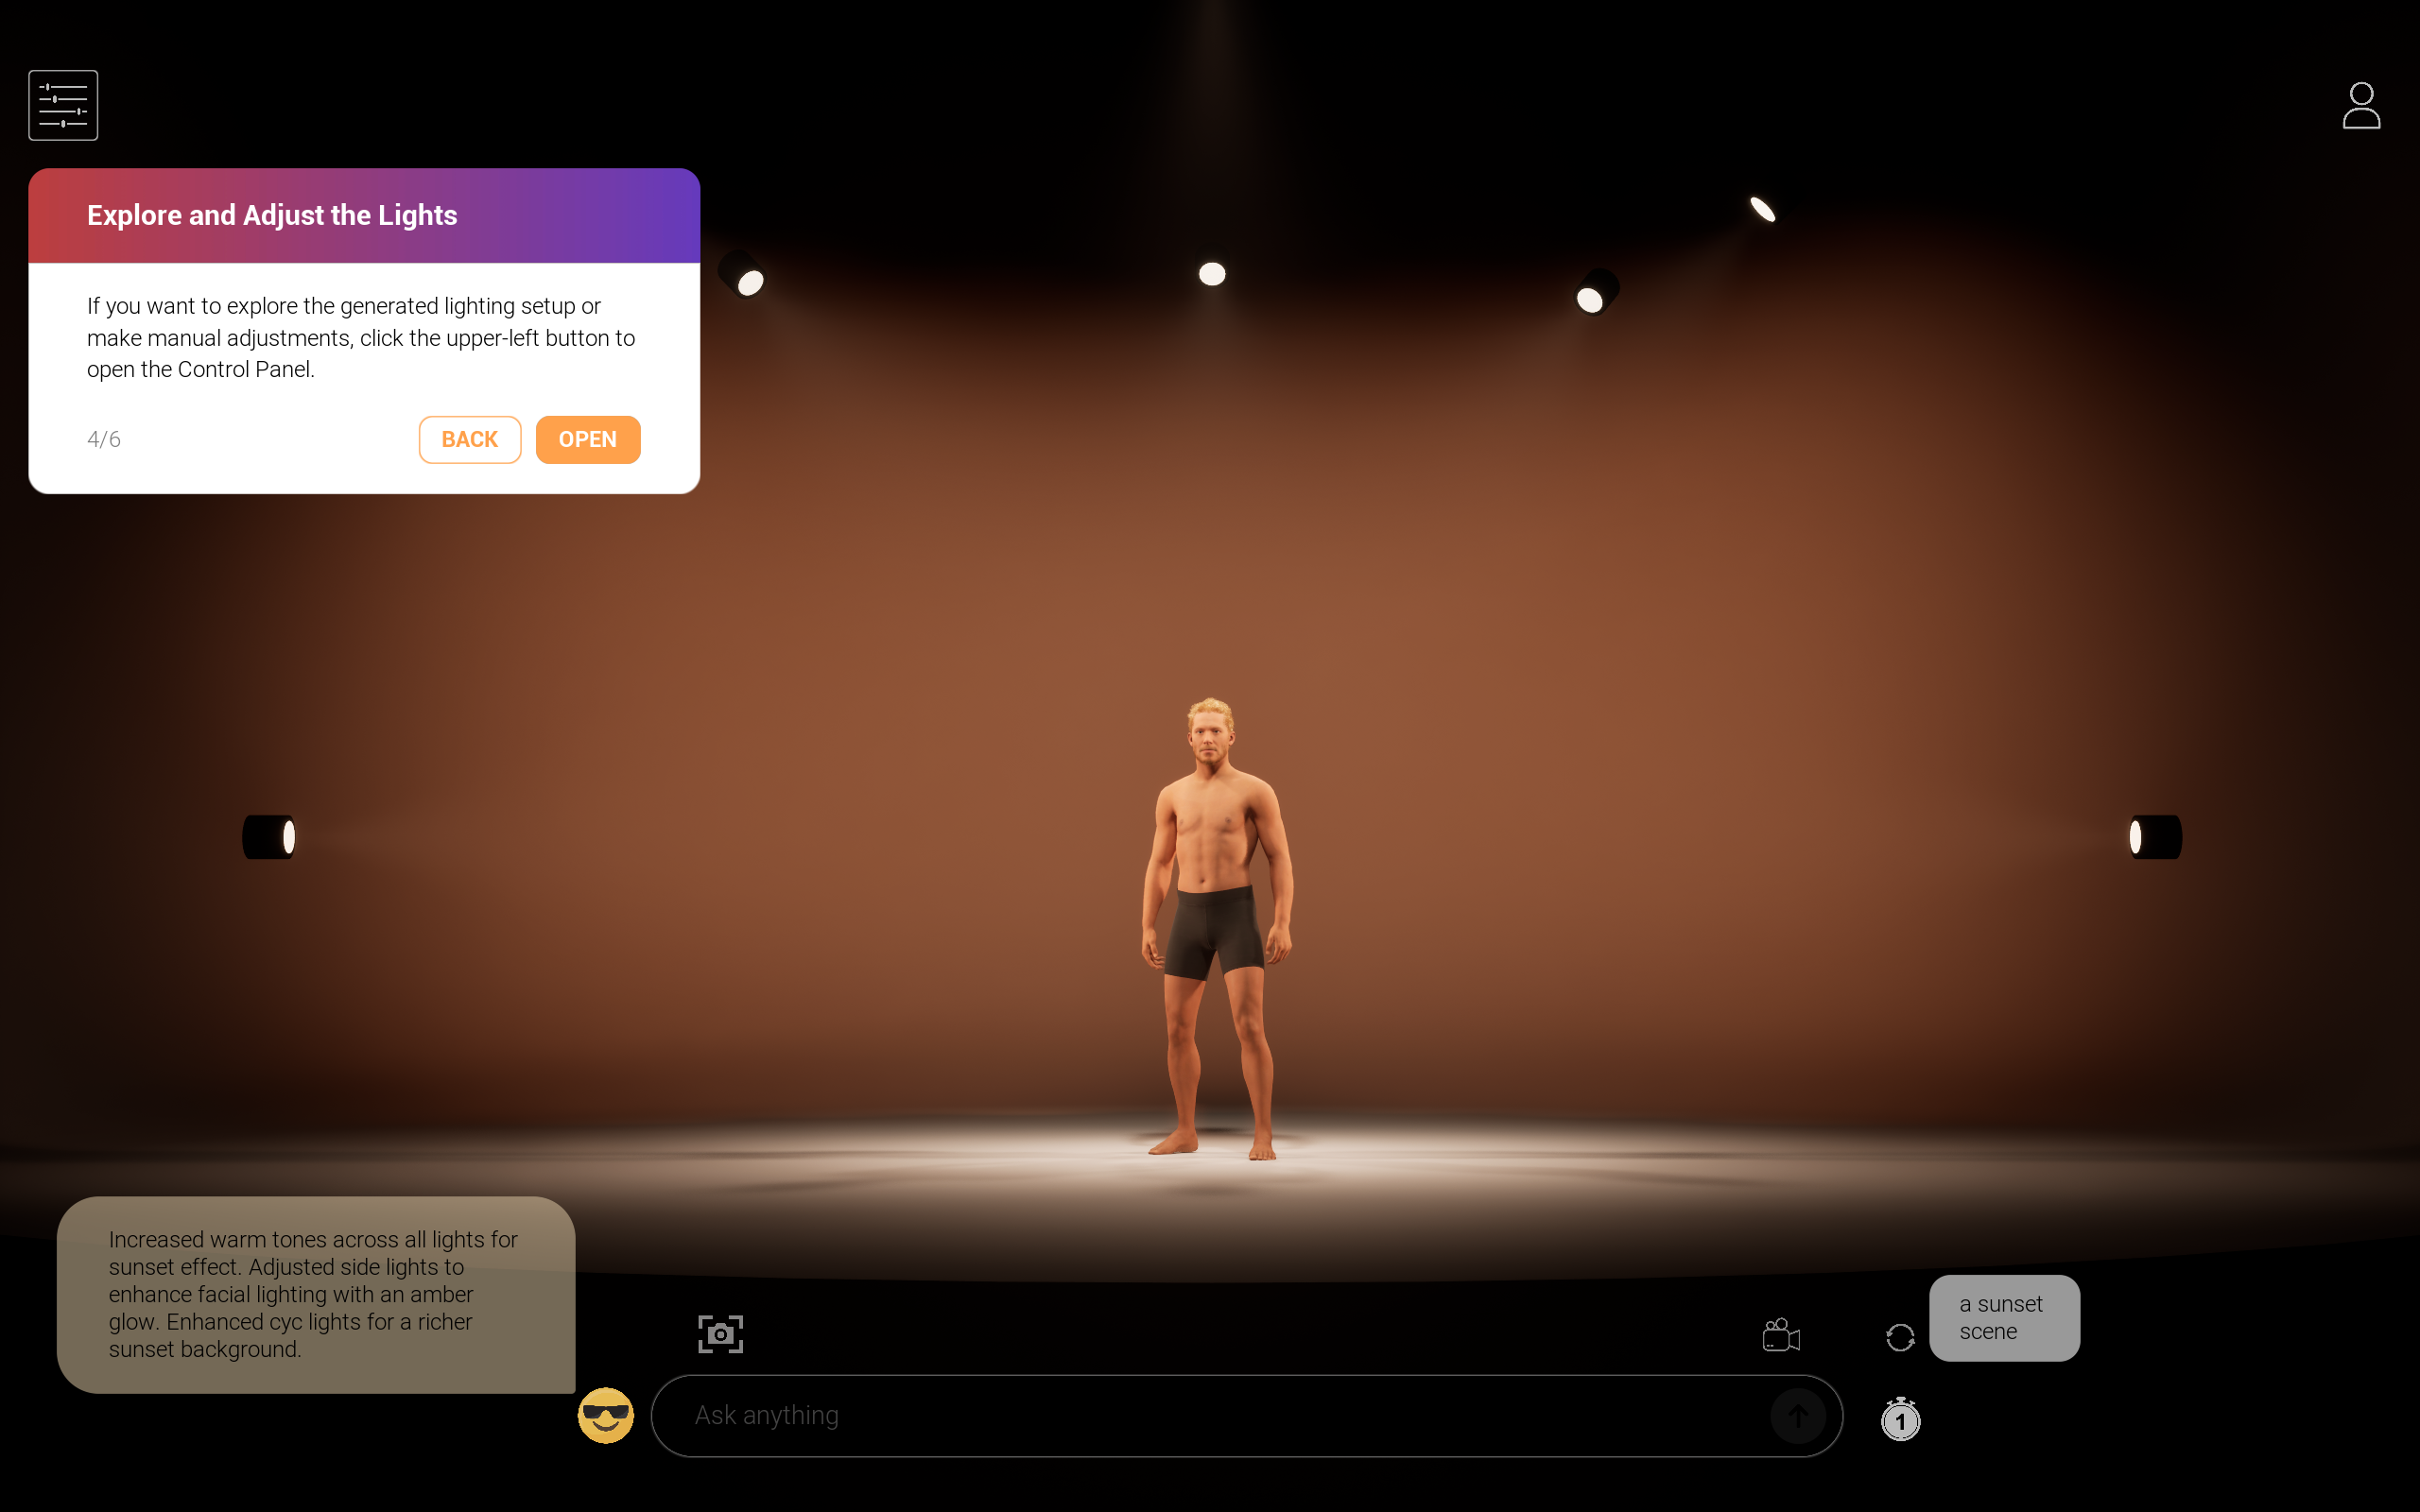 Explore and Adjust the Lights
If you want to explore the generated lighting setup or
make manual adjustments, click the upper-left button to
open the Control Panel.
4/6
BACK
OPEN
Increased warm tones across all lights for
sunset effect. Adjusted side lights to
enhance facial lighting with an amber
glow. Enhanced cyc lights for a richer
sunset background.
a sunset
scene
Ask anything
1